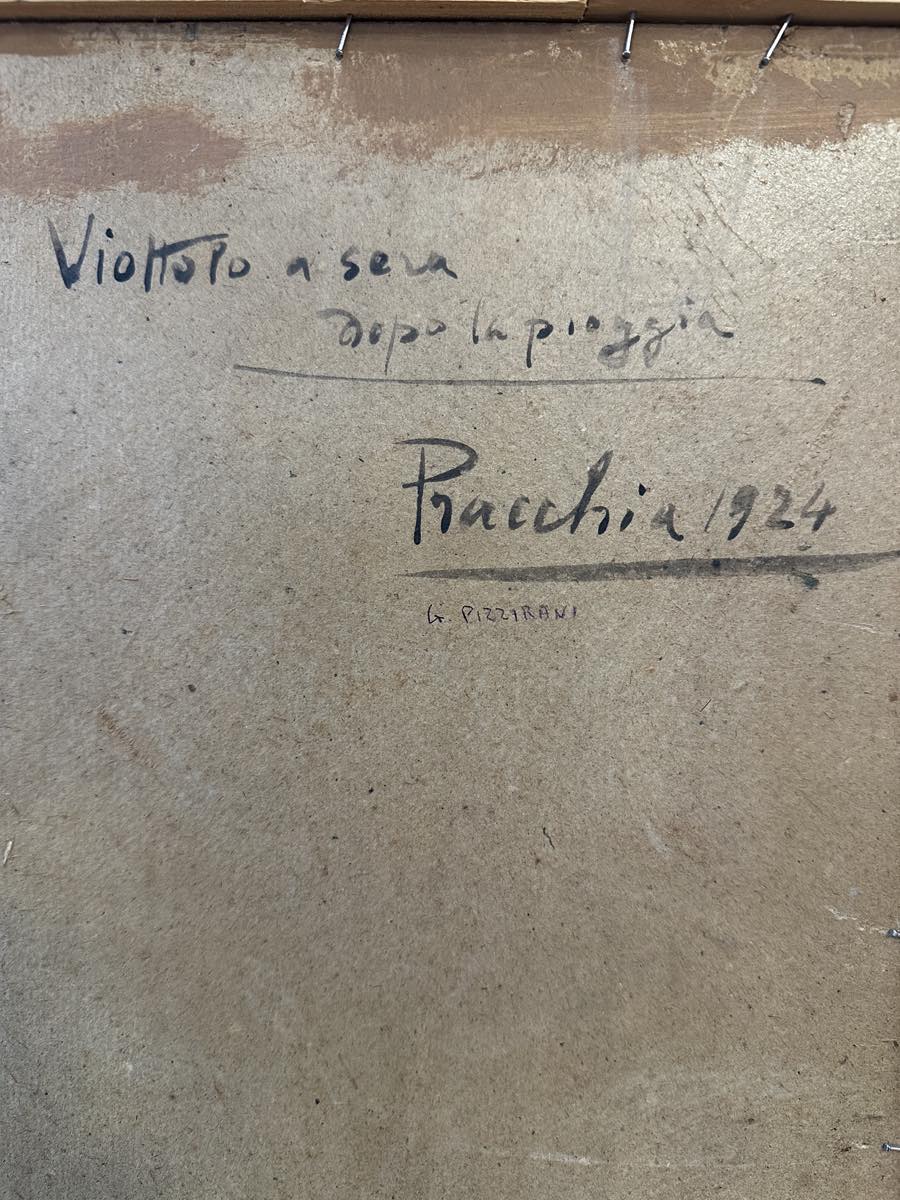 Viottolo a sera
dopo la pioggia
Pracchia 1924
G. PIZZIRANI